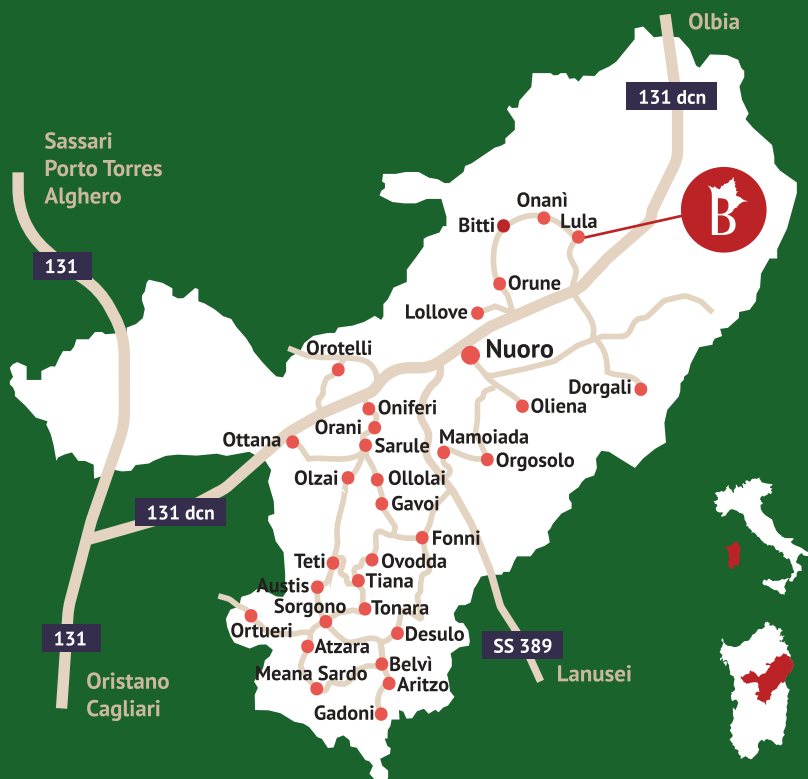 Olbia
131 dcn
Sassari
Porto Torres
Alghero
B
Onanì
Bitti
Lula
131
Orune
Lollove
Orotelli
Nuoro
Dorgali
Oniferi
Oliena
Orani
Ottana
Mamoiada
Sarule
Orgosolo
Olzai
Ollolai
Gavoi
131 dcn
Fonni
Teti
Ovodda
Austis
Tiana
Sorgono
Tonara
Ortueri
Desulo
131
Atzara
SS 389
Belvì
Meana Sardo
Lanusei
Aritzo
Oristano
Cagliari
Gadoni